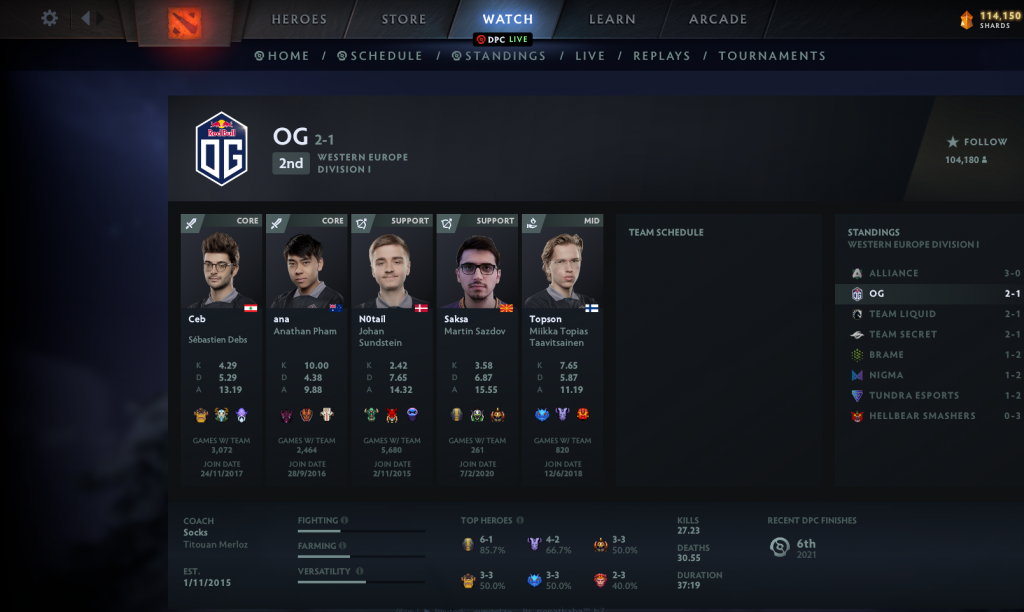 HEROES
STORE
WATCH
LEARN
ARCADE
114,150
SHARDS
DPC LIVE
HOME / SCHEDULE / STANDINGS / LIVE / REPLAYS / TOURNAMENTS
Red Bull
OG
OG 2-1
2nd
WESTERN EUROPE
DIVISION I
FOLLOW
104,180
CORE
Ceb
Sébastien Debs
K 4.29
D 5.29
A 13.19
GAMES W/ TEAM
3,072
JOIN DATE
24/11/2017
CORE
ana
Anathan Pham
K 10.00
D 4.38
A 9.88
GAMES W/ TEAM
2,464
JOIN DATE
28/9/2016
SUPPORT
N0tail
Johan
Sundstein
K 2.42
D 7.65
A 14.32
GAMES W/ TEAM
5,680
JOIN DATE
2/11/2015
SUPPORT
Saksa
Martin Sazdov
K 3.58
D 6.87
A 15.55
GAMES W/ TEAM
261
JOIN DATE
7/2/2020
MID
Topson
Miikka Topias
Taavitsainen
K 7.65
D 5.87
A 11.19
GAMES W/ TEAM
820
JOIN DATE
12/6/2018
TEAM SCHEDULE
STANDINGS
WESTERN EUROPE DIVISION I
ALLIANCE 3-0
OG 2-1
TEAM LIQUID 2-1
TEAM SECRET 2-1
BRAME 1-2
NIGMA 1-2
TUNDRA ESPORTS 1-2
HELLBEAR SMASHERS 0-3
COACH
Socks
Titouan Merloz
EST.
1/11/2015
FIGHTING
FARMING
VERSATILITY
TOP HEROES
6-1
85.7%
4-2
66.7%
3-3
50.0%
3-3
50.0%
3-3
50.0%
2-3
40.0%
KILLS
27.23
DEATHS
30.55
DURATION
37:19
RECENT DPC FINISHES
6th
2021